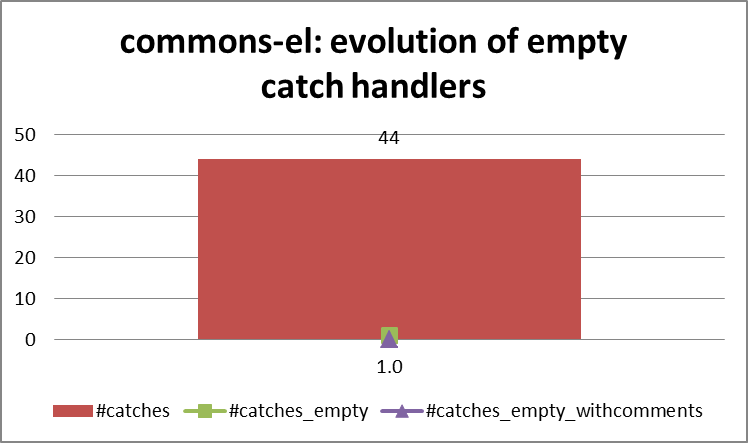 commons-el: evolution of empty
catch handlers
50
44
40
30
20
10
0
1.0
#catches
#catches_empty
#catches_empty_withcomments